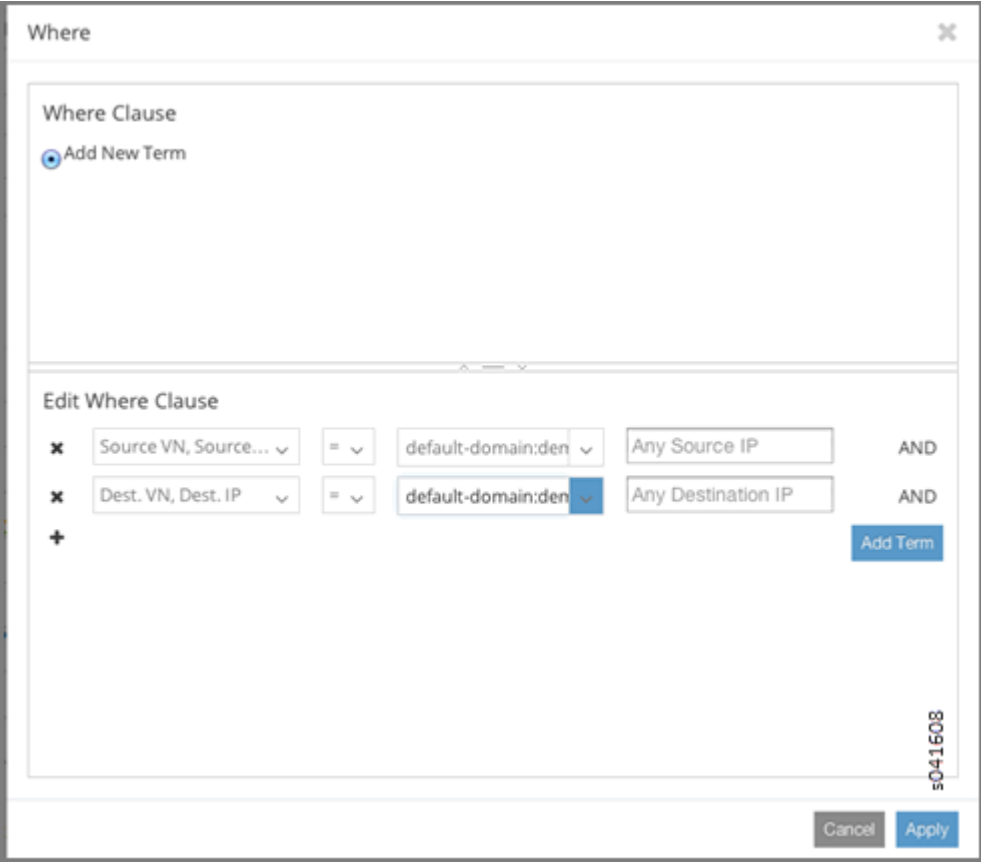 Where
Where Clause
Add New Term
Edit Where Clause
Source VN, Source... = default-domain:den Any Source IP AND
Dest. VN, Dest. IP = default-domain:den Any Destination IP AND
Add Term
s041608
Cancel Apply